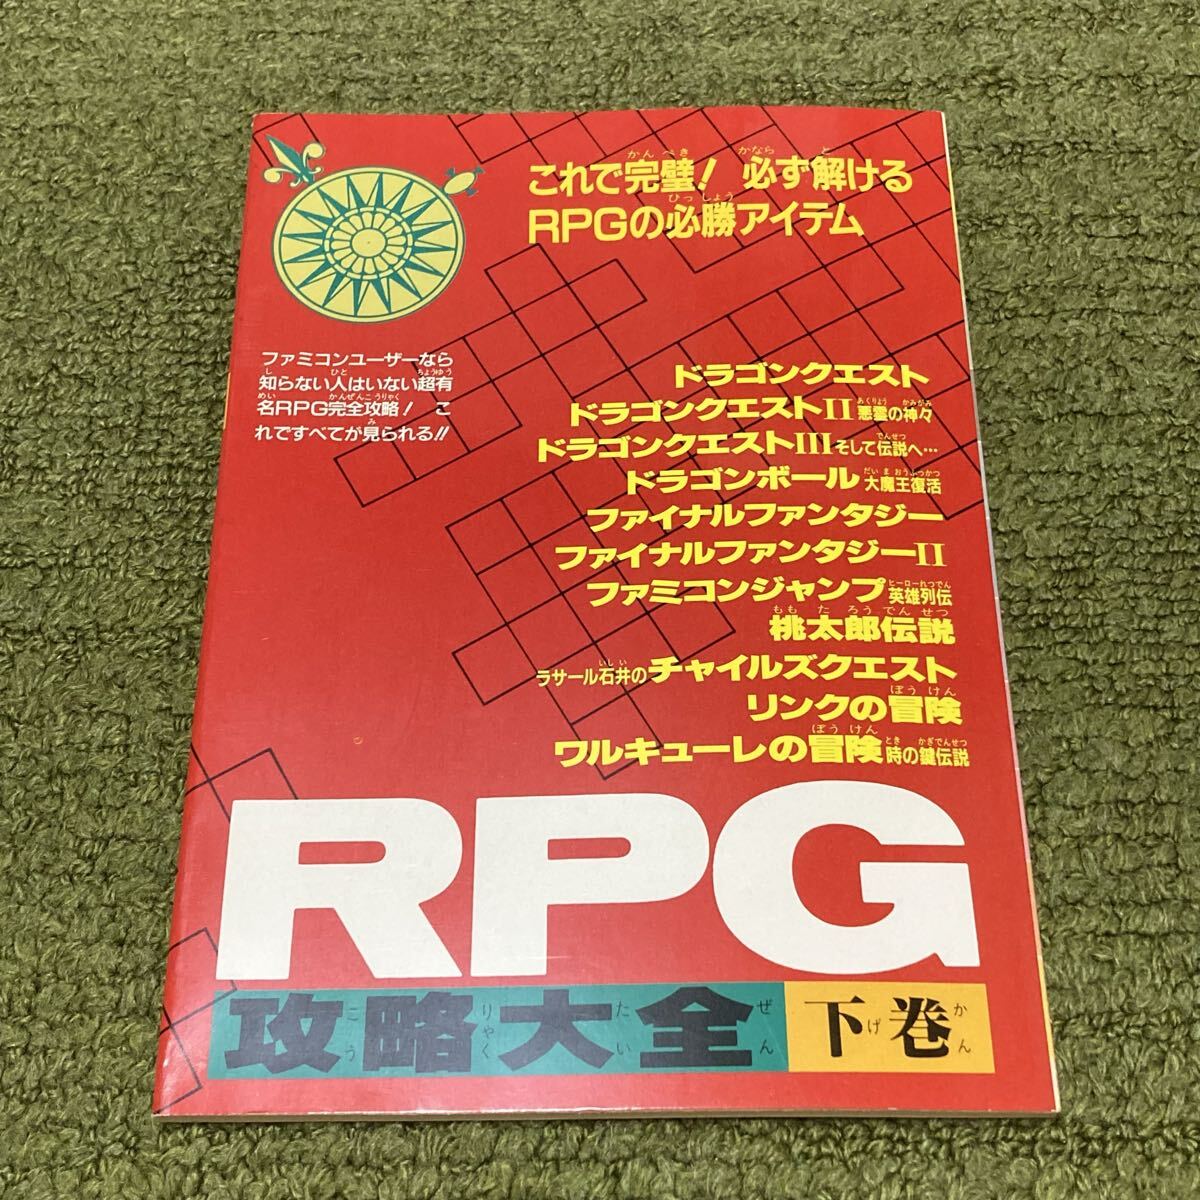 これで完璧! 必ず解ける
RPGの必勝アイテム
ファミコンユーザーなら
知らない人はいない超有
名RPG完全攻略! こ
れですべてが見られる!!
ドラゴンクエスト
ドラゴンクエストII 悪霊の神々
ドラゴンクエストIII そして伝説へ…
ドラゴンボール 大魔王復活
ファイナルファンタジー
ファイナルファンタジーII
ファミコンジャンプ 英雄列伝
桃太郎伝説
ラサール石井のチャイルズクエスト
リンクの冒険
ワルキューレの冒険 時の鍵伝説
RPG
攻略大全 下巻